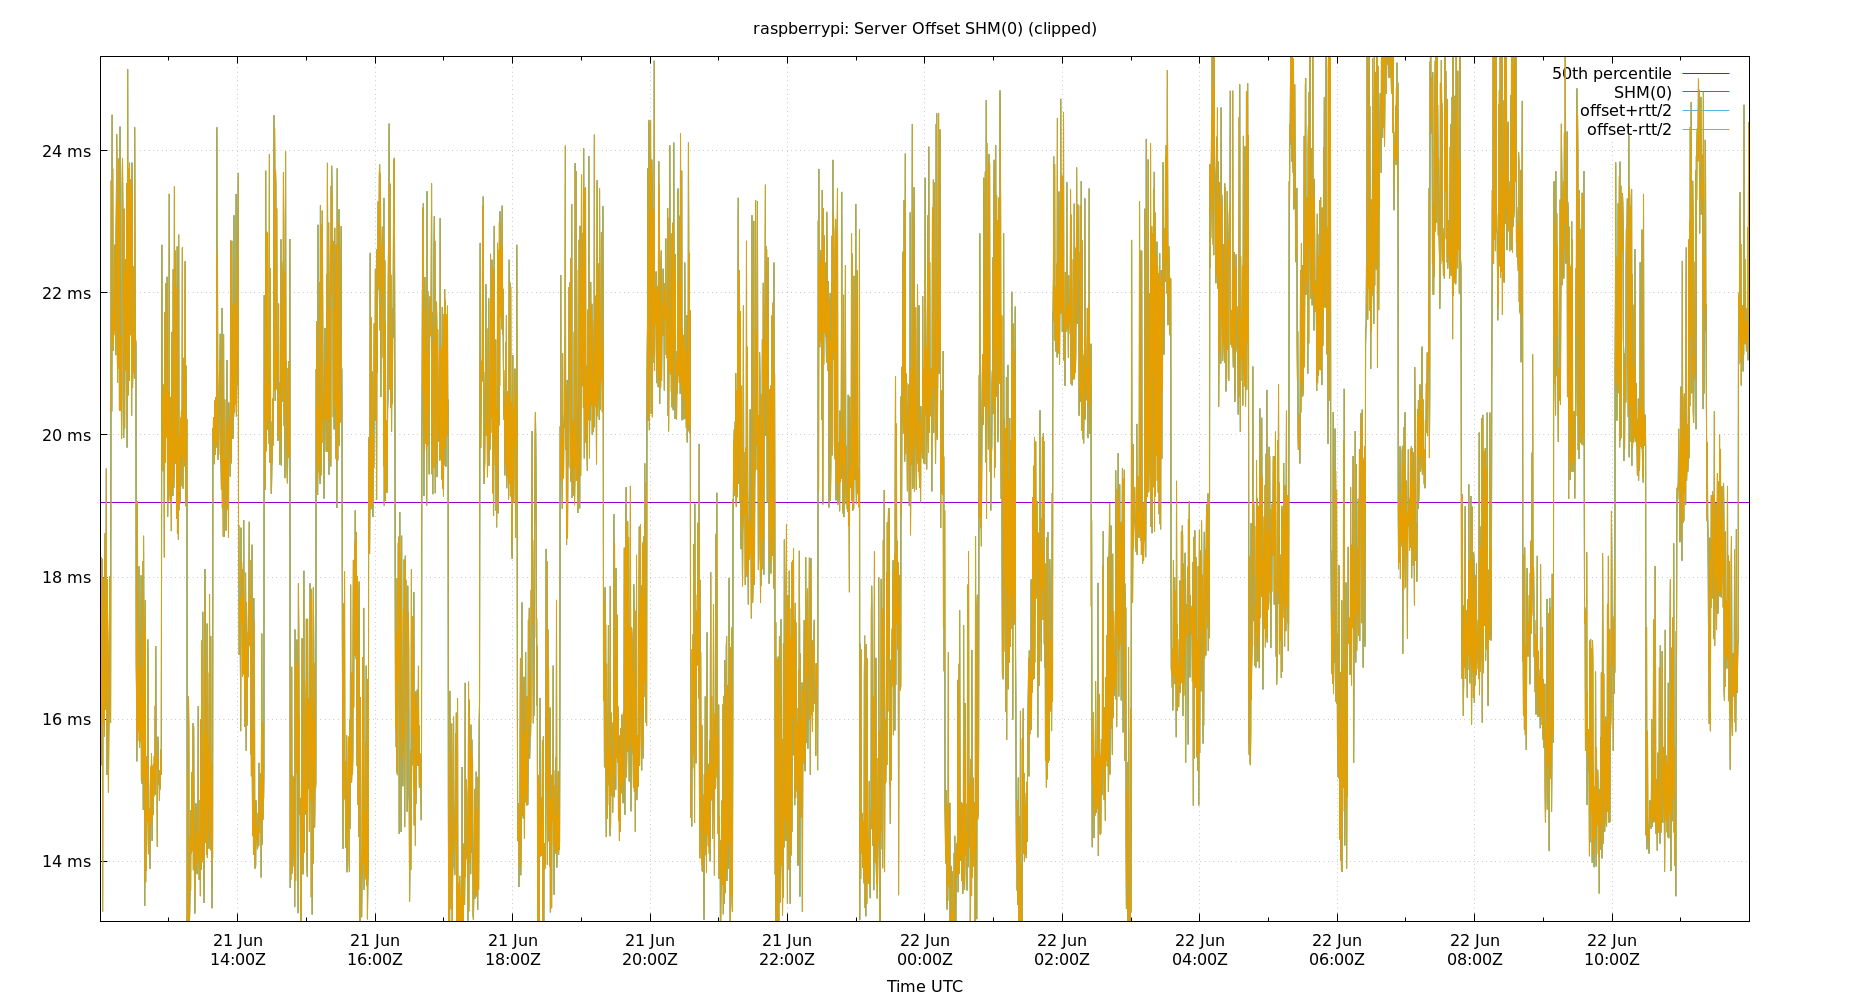 raspberrypi: Server Offset SHM(0) (clipped)
50th percentile
SHM(0)
offset+rtt/2
offset-rtt/2
24 ms
22 ms
20 ms
18 ms
16 ms
14 ms
21 Jun 21 Jun 21 Jun 21 Jun 21 Jun 22 Jun 22 Jun 22 Jun 22 Jun 22 Jun 22 Jun
14:00Z 16:00Z 18:00Z 20:00Z 22:00Z 00:00Z 02:00Z 04:00Z 06:00Z 08:00Z 10:00Z
Time UTC